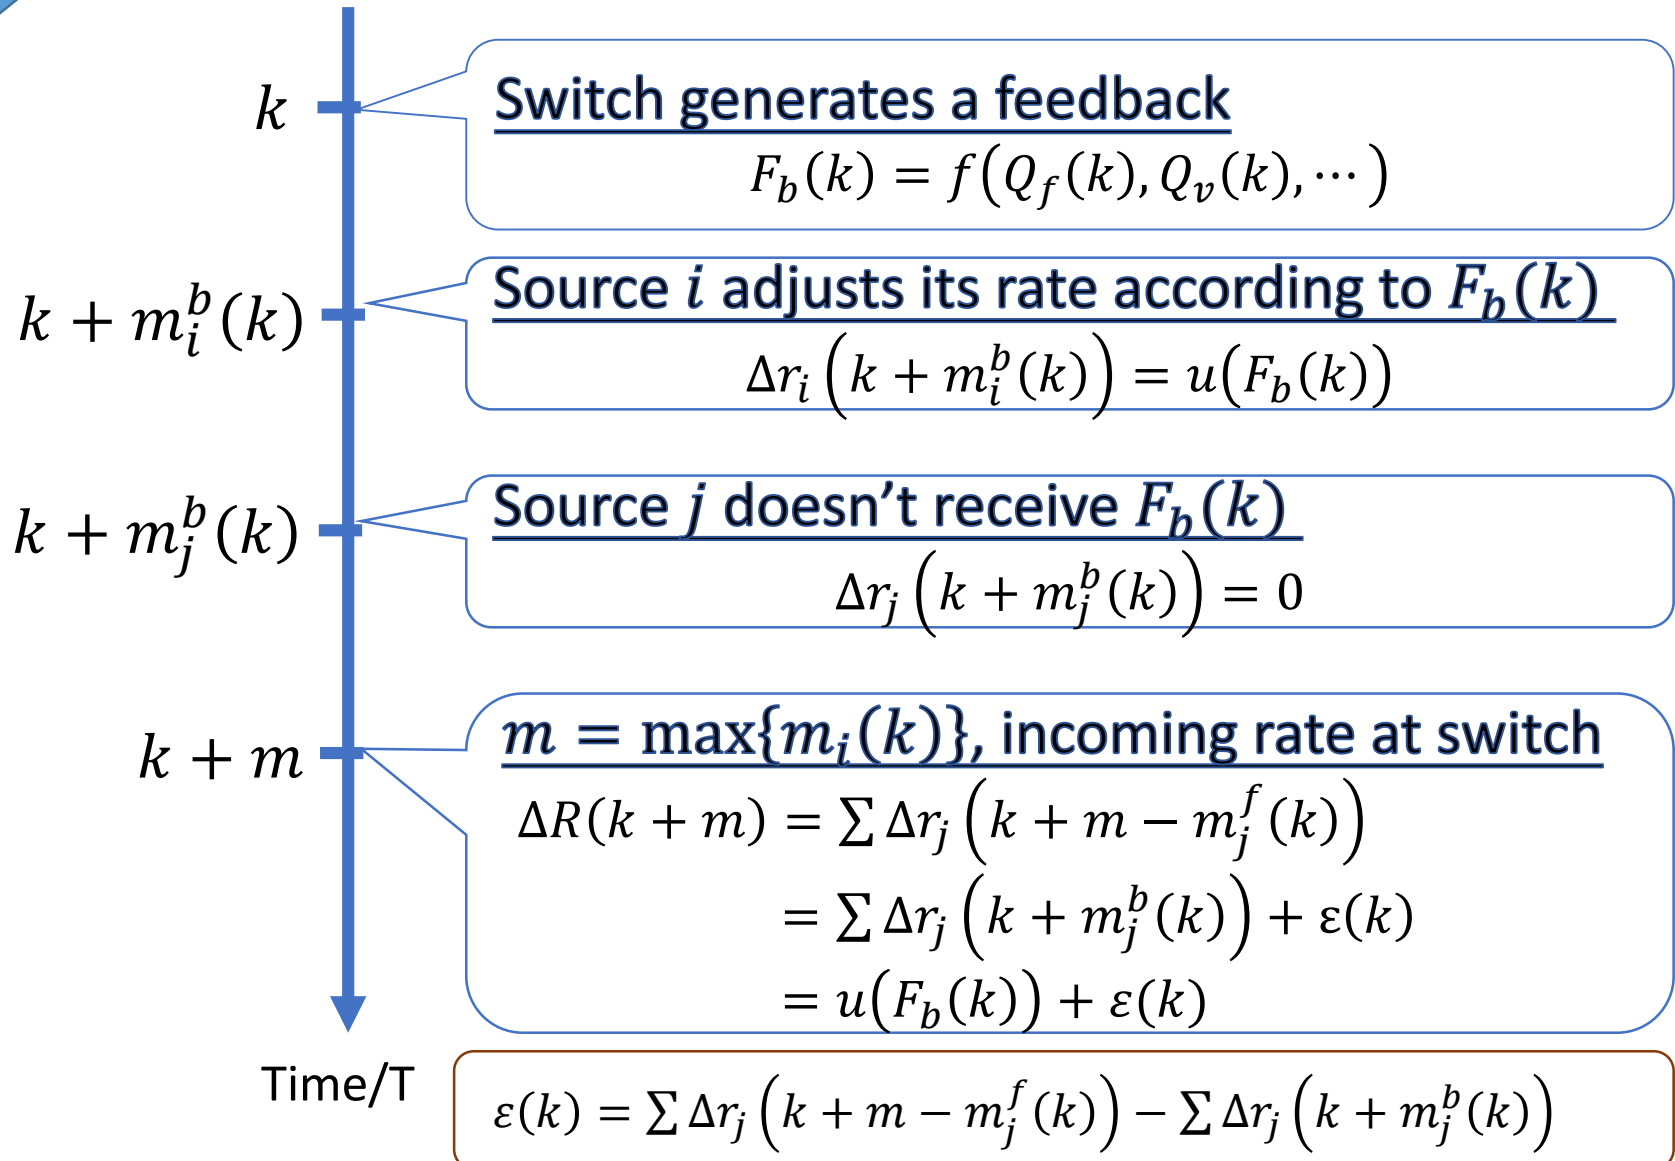 k
Switch generates a feedback
F_b(k) = f(Q_f(k), Q_v(k), ⋯)
k + m_i^b(k)
Source i adjusts its rate according to F_b(k)
Δr_i(k + m_i^b(k)) = u(F_b(k))
k + m_j^b(k)
Source j doesn’t receive F_b(k)
Δr_j(k + m_j^b(k)) = 0
k + m
m = max{m_i(k)}, incoming rate at switch
ΔR(k + m) = ∑ Δr_j(k + m − m_j^f(k))
= ∑ Δr_j(k + m_j^b(k)) + ε(k)
= u(F_b(k)) + ε(k)
Time/T
ε(k) = ∑ Δr_j(k + m − m_j^f(k)) − ∑ Δr_j(k + m_j^b(k))